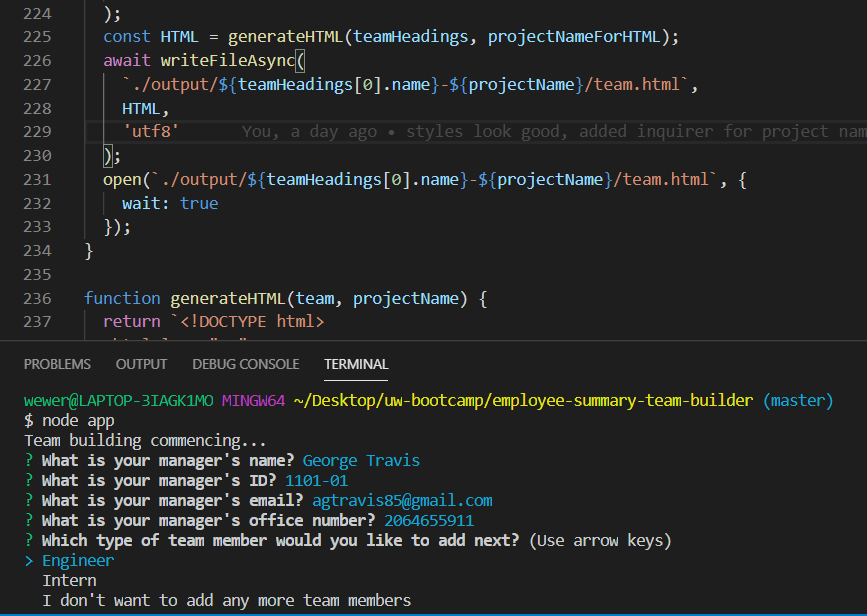 224 );
225 const HTML = generateHTML(teamHeadings, projectNameForHTML);
226 await writeFileAsync(
227 `./output/${teamHeadings[0].name}-${projectName}/team.html`,
228 HTML,
229 'utf8' You, a day ago • styles look good, added inquirer for project nam
230 );
231 open(`./output/${teamHeadings[0].name}-${projectName}/team.html`, {
232 wait: true
233 });
234 }
235
236 function generateHTML(team, projectName) {
237 return `<!DOCTYPE html>
PROBLEMS OUTPUT DEBUG CONSOLE TERMINAL
wewer@LAPTOP-3IAGK1MO MINGW64 ~/Desktop/uw-bootcamp/employee-summary-team-builder (master)
$ node app
Team building commencing...
? What is your manager's name? George Travis
? What is your manager's ID? 1101-01
? What is your manager's email? agtravis85@gmail.com
? What is your manager's office number? 2064655911
? Which type of team member would you like to add next? (Use arrow keys)
> Engineer
Intern
I don't want to add any more team members